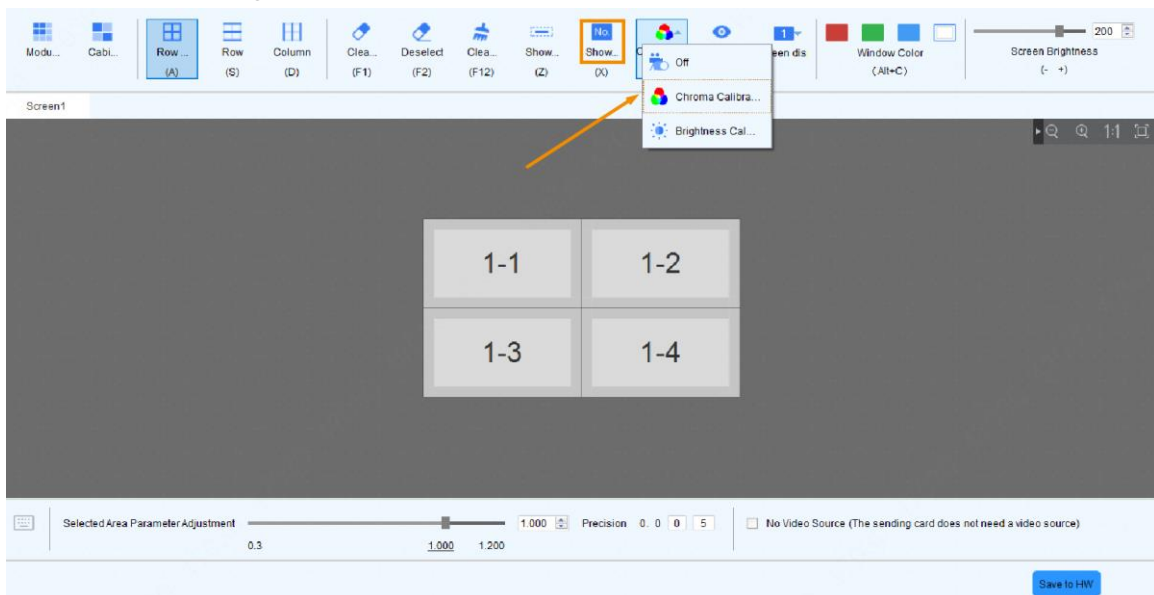 Modu...
Cabi...
Row ...
(A)
Row
(S)
Column
(D)
Clea...
(F1)
Deselect
(F2)
Clea...
(F12)
Show...
(Z)
No.
Show...
(X)
Off
Chroma Calibra...
Brightness Cal...
1
een dis
Window Color
(Alt+C)
200
Screen Brightness
(- +)
Screen1
1:1
1-1
1-2
1-3
1-4
Selected Area Parameter Adjustment
0.3
1.000
1.200
1.000
Precision 0. 0 0 5
No Video Source (The sending card does not need a video source)
Save to HW